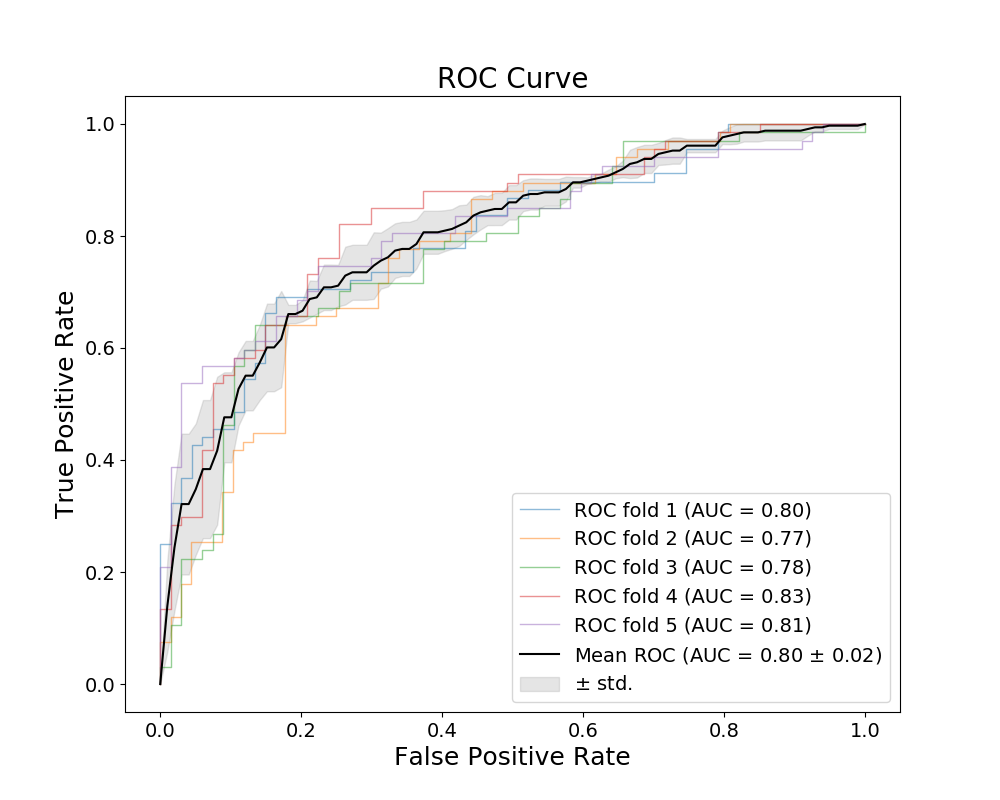 ROC Curve
True Positive Rate
1.0
0.8
0.6
0.4
0.2
0.0
ROC fold 1 (AUC = 0.80)
ROC fold 2 (AUC = 0.77)
ROC fold 3 (AUC = 0.78)
ROC fold 4 (AUC = 0.83)
ROC fold 5 (AUC = 0.81)
Mean ROC (AUC = 0.80 ± 0.02)
± std.
0.0 0.2 0.4 0.6 0.8 1.0
False Positive Rate